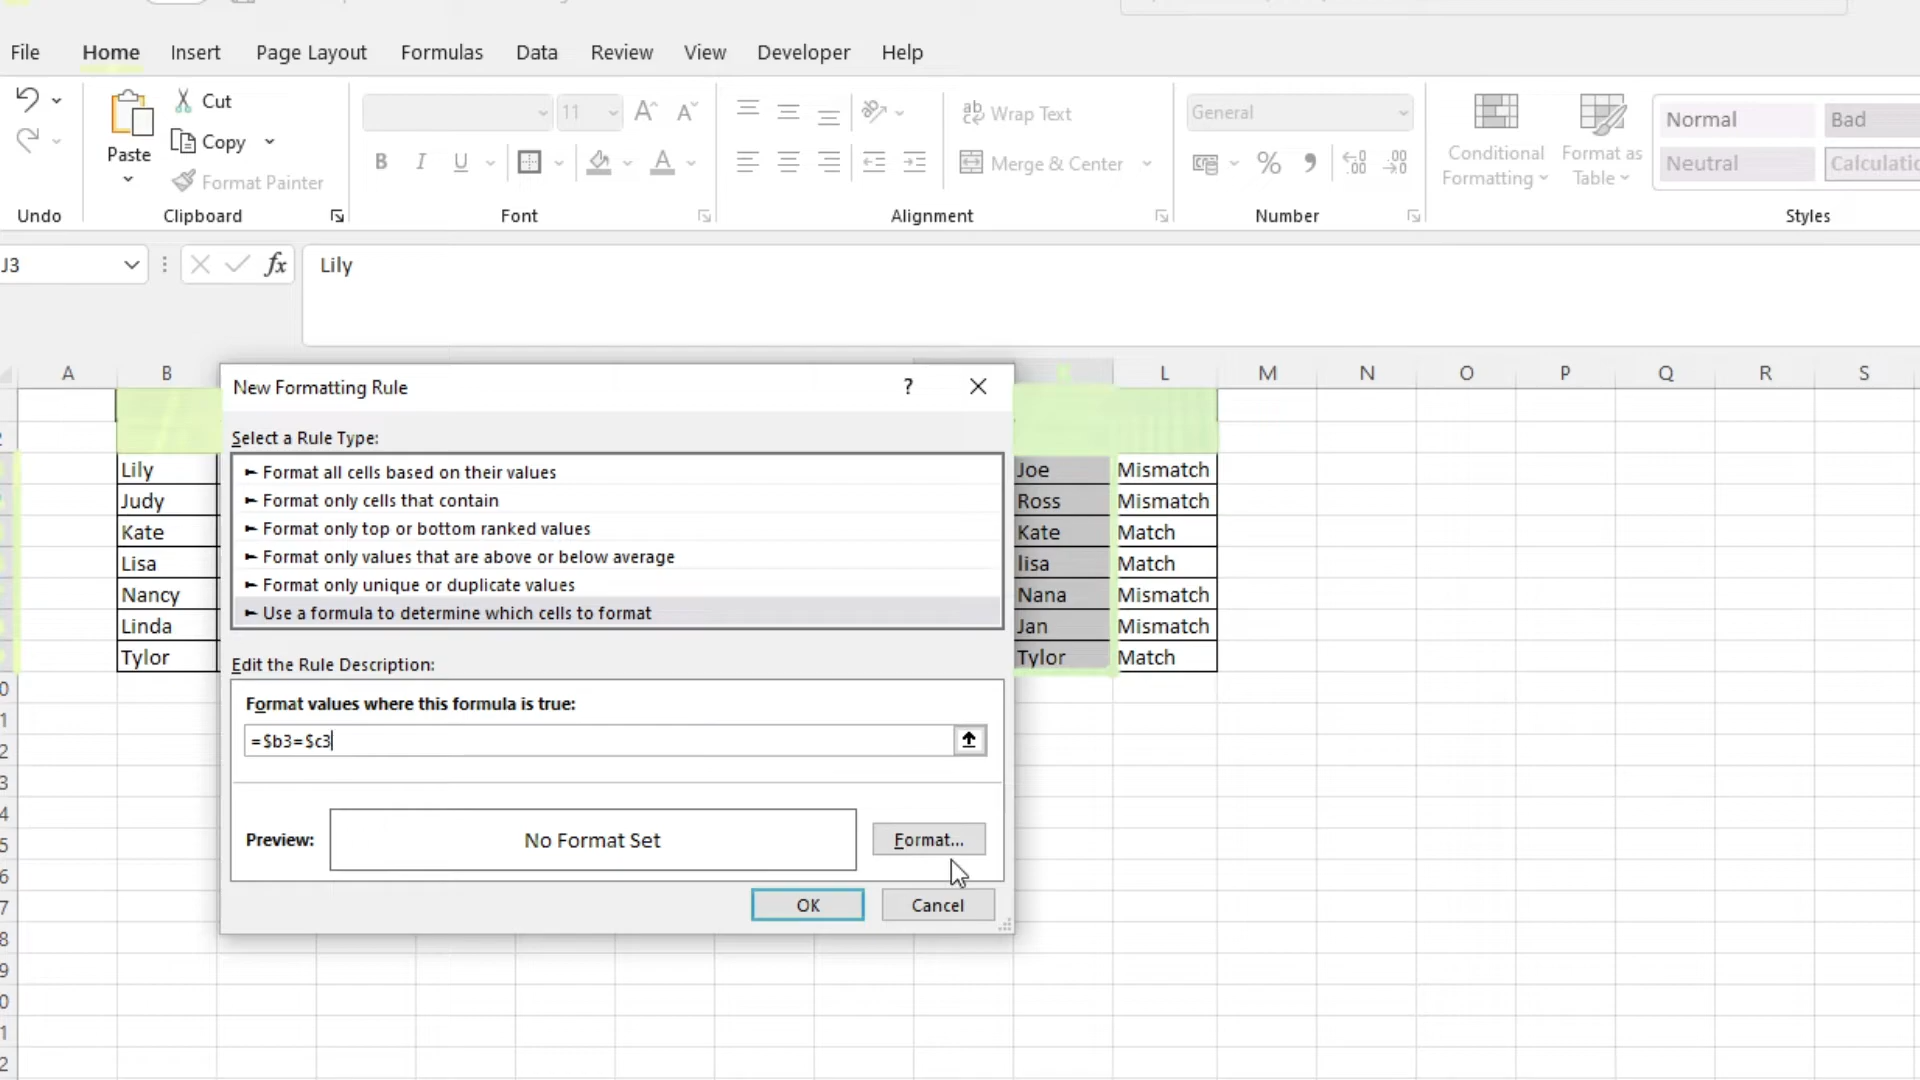 File Home Insert Page Layout Formulas Data Review View Developer Help
Cut
Copy
Format Painter
Paste
11
Wrap Text
Merge & Center
General
Conditional Formatting
Format as Table
Normal Bad
Neutral Calculatic
Undo Clipboard Font Alignment Number Styles
J3 fx Lily
A B L M N O P Q R S
New Formatting Rule ? 
Select a Rule Type:
► Format all cells based on their values
► Format only cells that contain
► Format only top or bottom ranked values
► Format only values that are above or below average
► Format only unique or duplicate values
► Use a formula to determine which cells to format
Edit the Rule Description:
Format values where this formula is true:
=$b3=$c3
Preview: No Format Set Format...
OK Cancel
Lily Joe Mismatch
Judy Ross Mismatch
Kate Kate Match
Lisa lisa Match
Nancy Nana Mismatch
Linda Jan Mismatch
Tylor Tylor Match